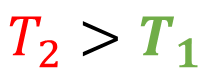 T₂ > T₁